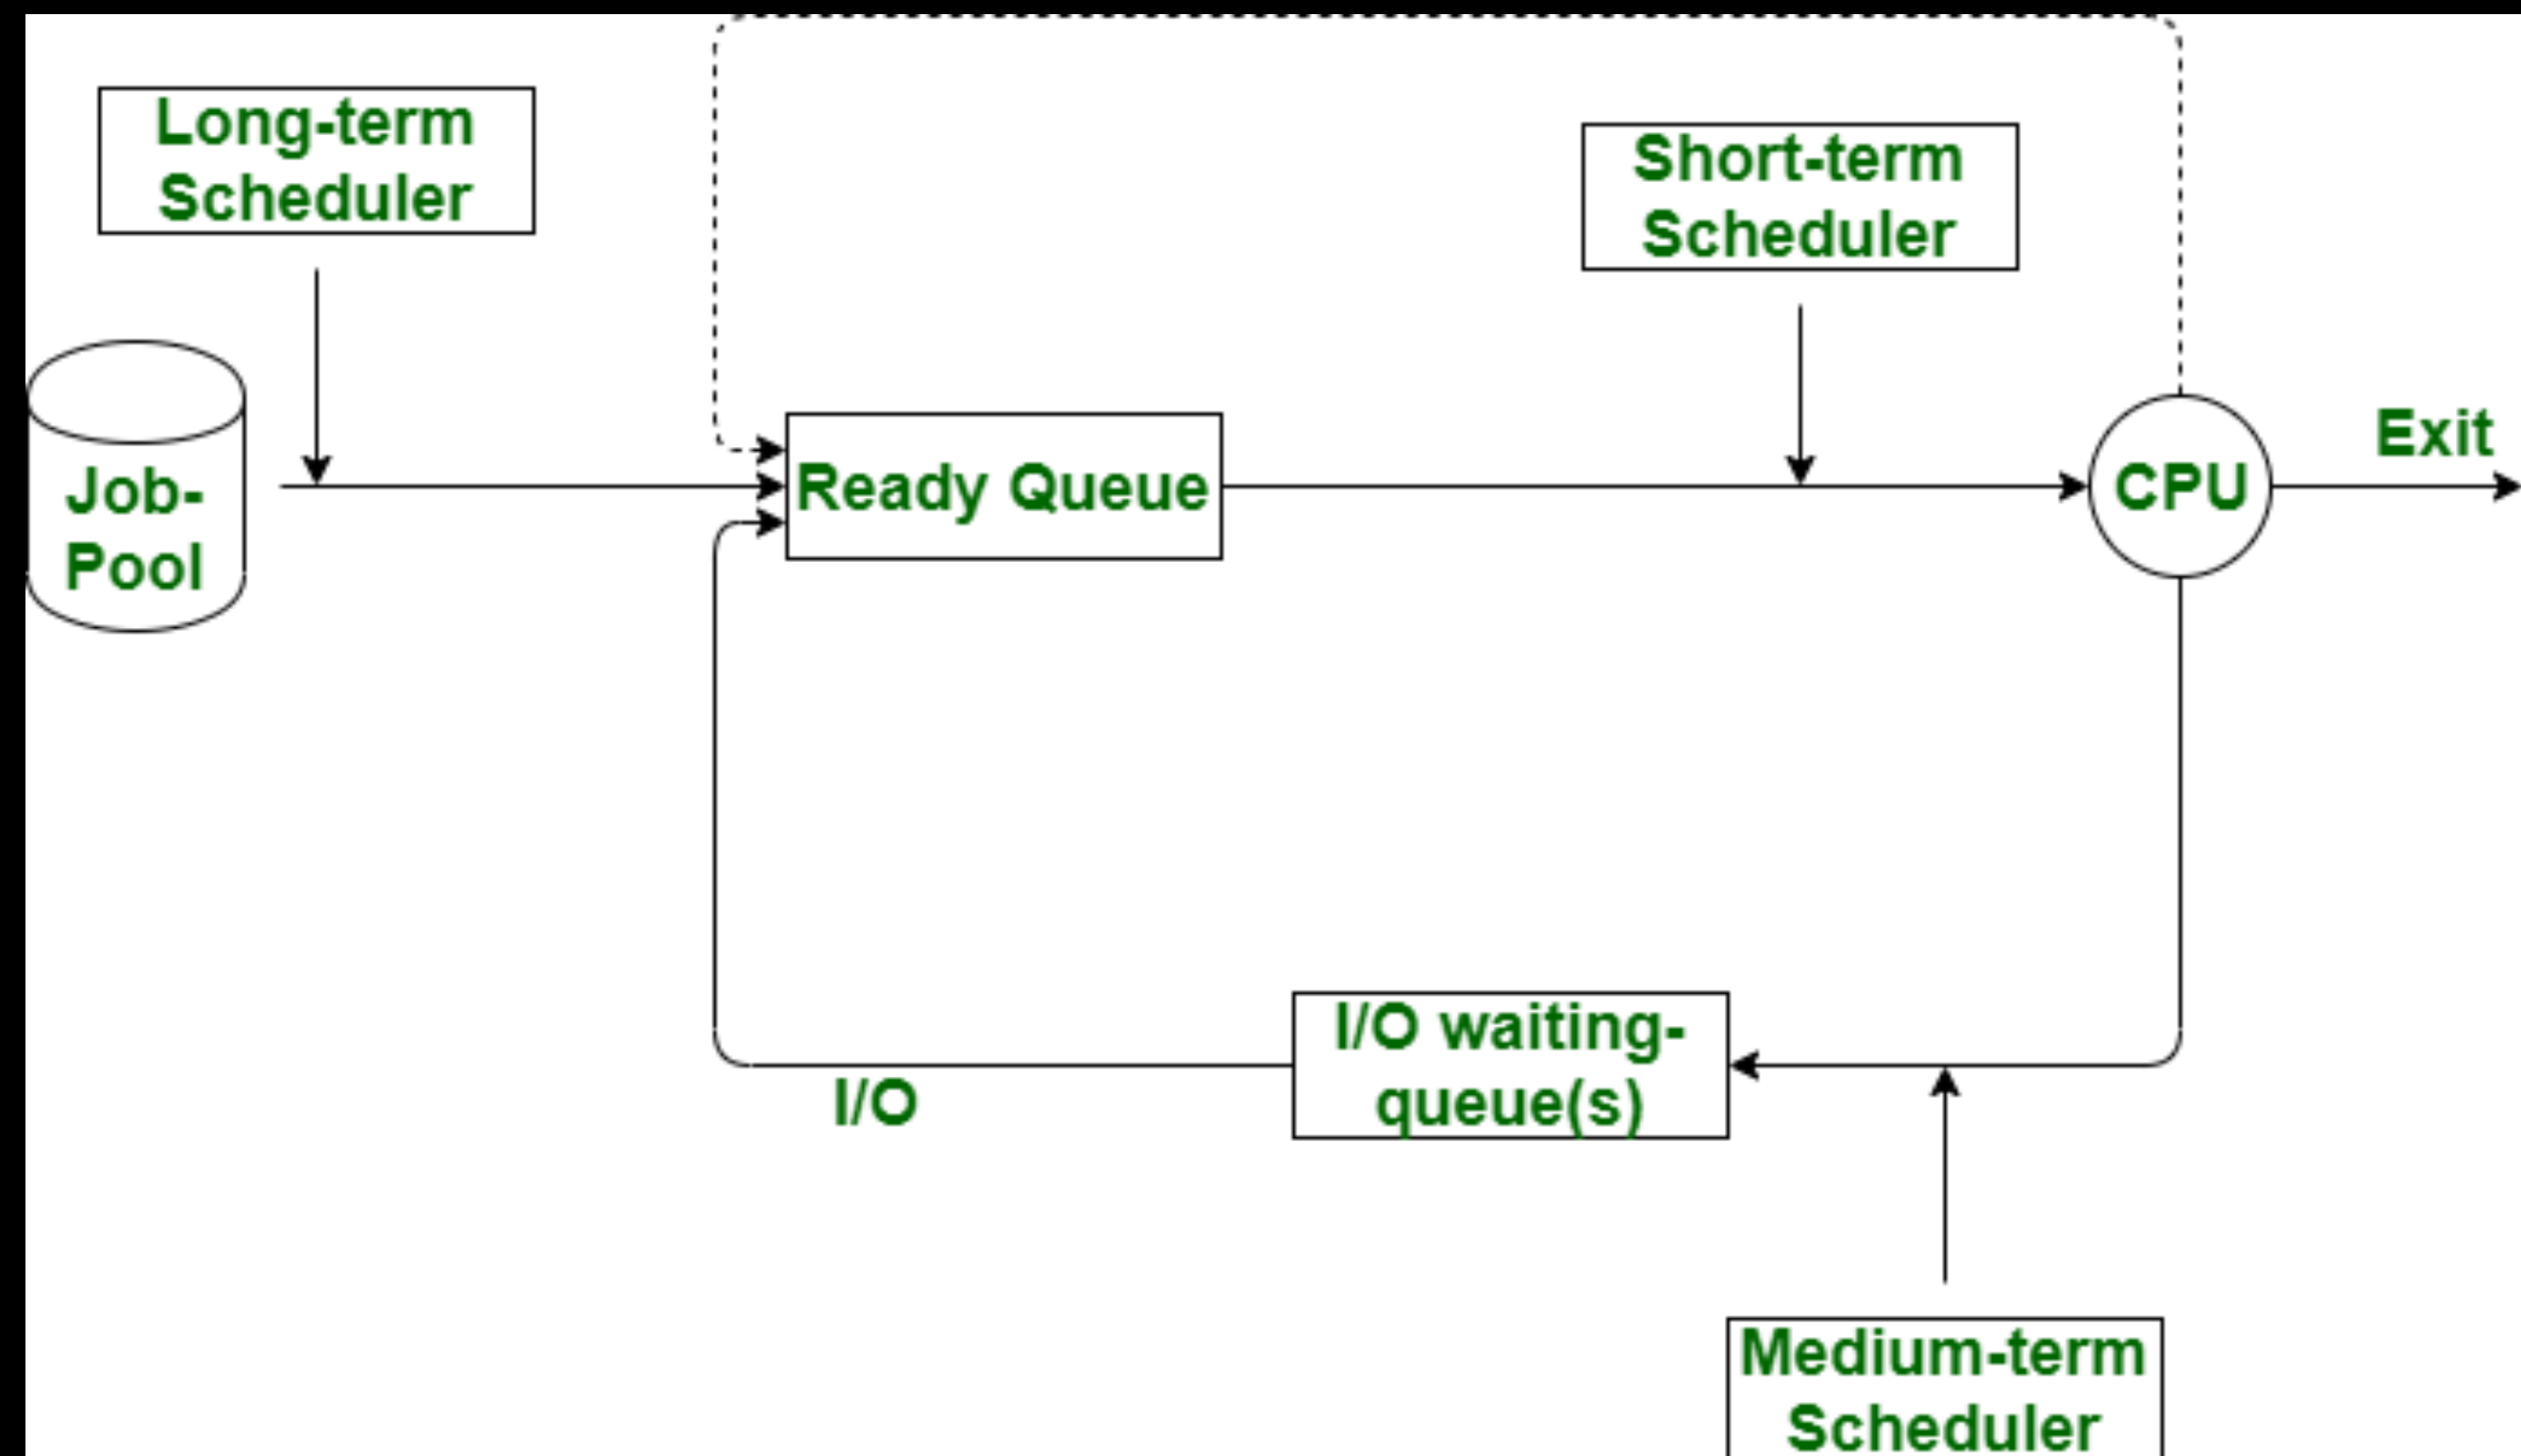 Long-term
Scheduler
Short-term
Scheduler
Job-
Pool
Ready Queue
CPU
Exit
I/O waiting-
queue(s)
I/O
Medium-term
Scheduler